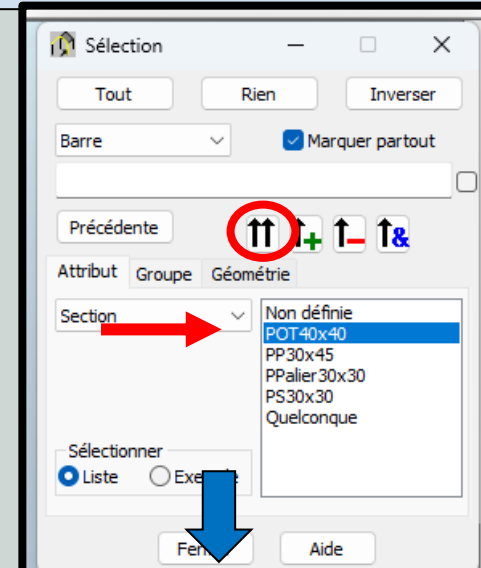 Sélection
Tout Rien Inverser
Barre Marquer partout
Précédente &
Attribut Groupe Géométrie
Section
Non définie
POT40x40
PP30x45
PPalier30x30
PS30x30
Quelconque
Sélectionner
Liste
Aide